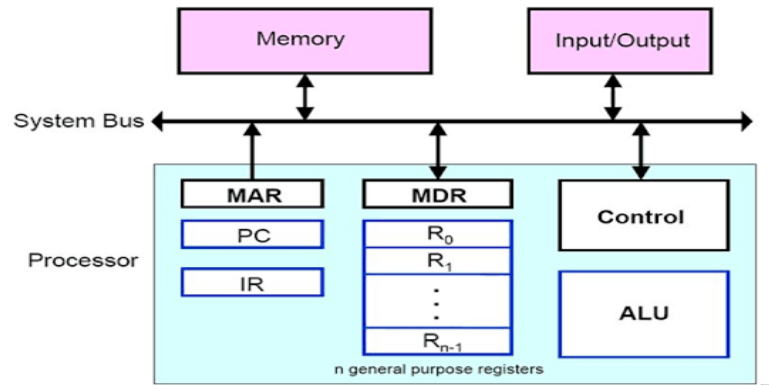 Memory
Input/Output
System Bus
MAR
MDR
Control
PC
R₀
Processor
R₁
IR
⋮
ALU
Rₙ₋₁
n general purpose registers